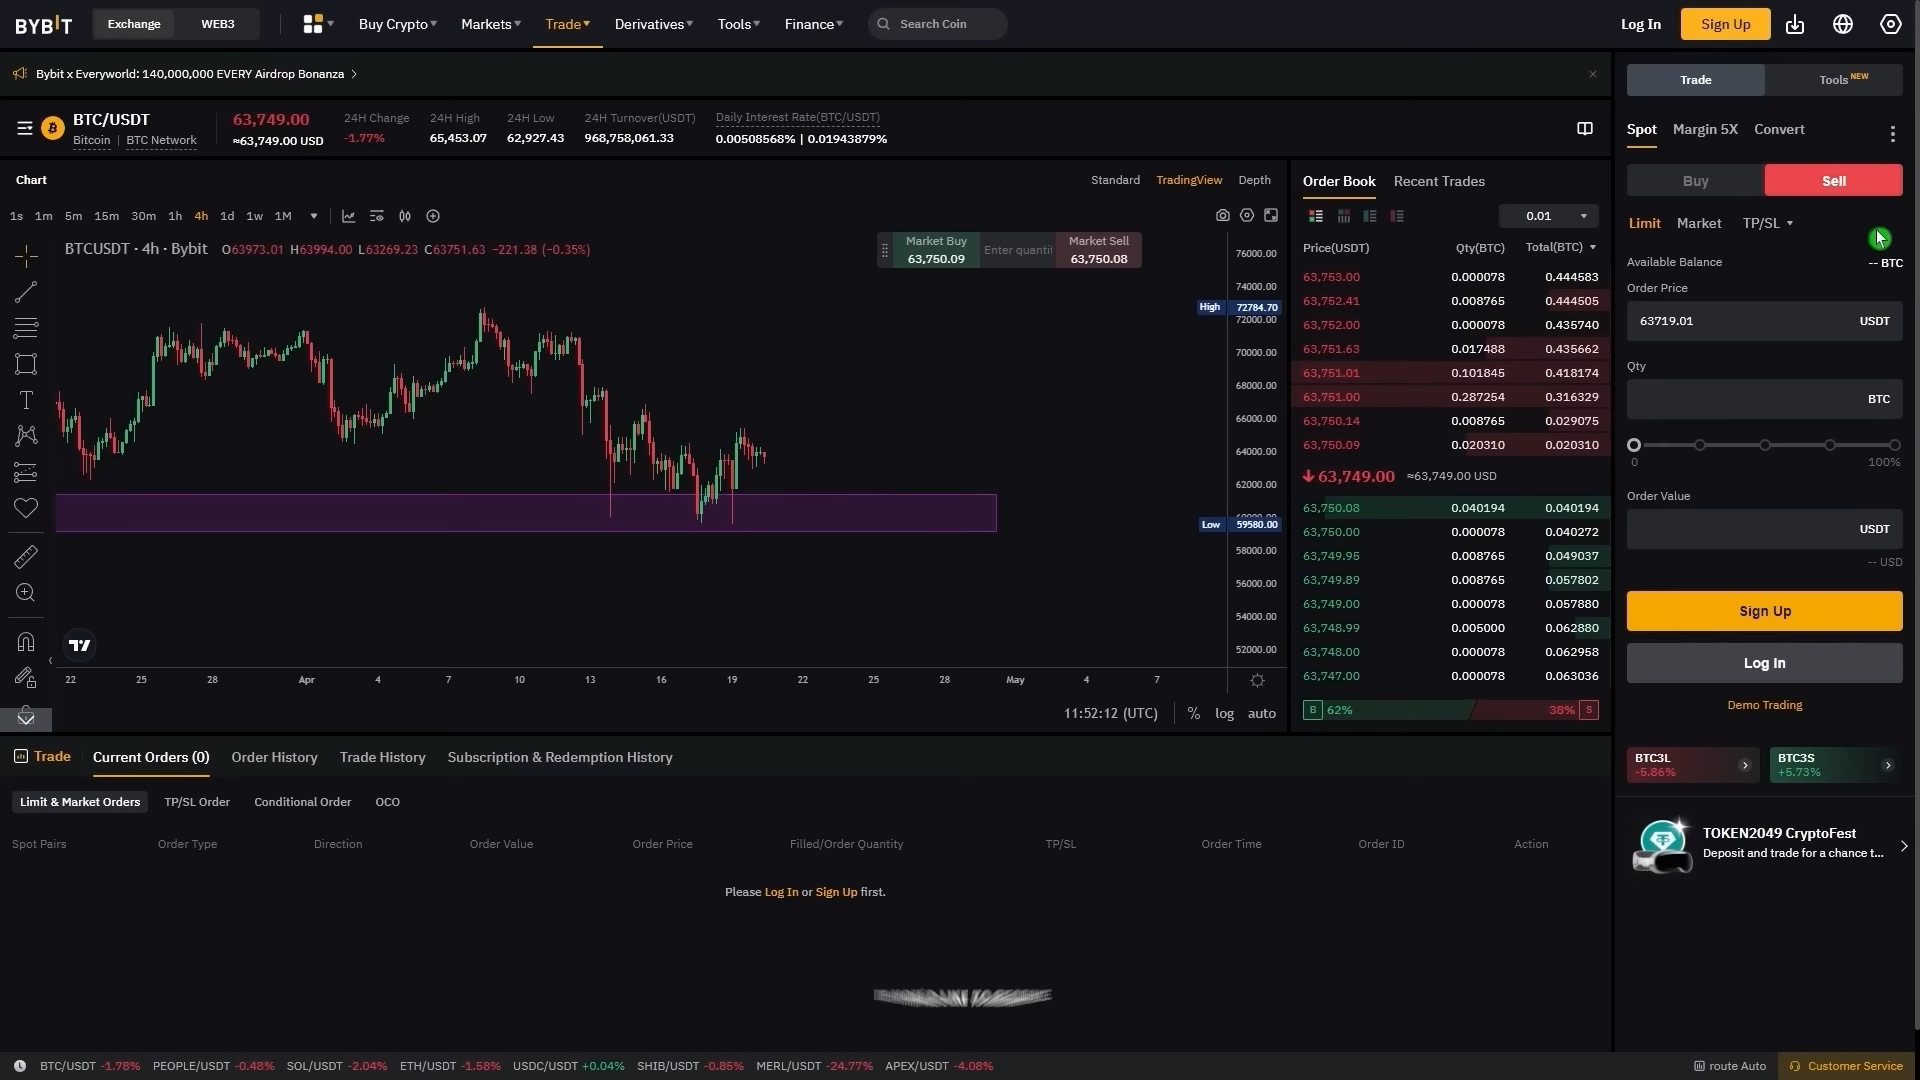 BYBIT Exchange WEB3 Buy Crypto Markets Trade Derivatives Tools Finance Search Coin Log In Sign Up
Bybit x Everyworld: 140,000,000 EVERY Airdrop Bonanza
BTC/USDT
Bitcoin | BTC Network
63,749.00
≈63,749.00 USD
24H Change
-1.77%
24H High
65,453.07
24H Low
62,927.43
24H Turnover(USDT)
968,758,061.33
Daily Interest Rate(BTC/USDT)
0.00508568% | 0.01943879%
Chart
Standard TradingView Depth
1s 1m 5m 15m 30m 1h 4h 1d 1w 1M
BTCUSDT · 4h · Bybit O63973.01 H63994.00 L63269.23 C63751.63 −221.38 (−0.35%)
Market Buy
63,750.09
Enter quantit
Market Sell
63,750.08
76000.00
74000.00
High 72784.70
72000.00
70000.00
68000.00
66000.00
64000.00
62000.00
Low 59580.00
58000.00
56000.00
54000.00
52000.00
22 25 28 Apr 4 7 10 13 16 19 22 25 28 May 4 7
11:52:12 (UTC) % log auto
Order Book Recent Trades
0.01
Price(USDT) Qty(BTC) Total(BTC)
63,753.00 0.000078 0.444583
63,752.41 0.008765 0.444505
63,752.00 0.000078 0.435740
63,751.63 0.017488 0.435662
63,751.01 0.101845 0.418174
63,751.00 0.287254 0.316329
63,750.14 0.008765 0.029075
63,750.09 0.020310 0.020310
63,749.00 ≈63,749.00 USD
63,750.08 0.040194 0.040194
63,750.00 0.000078 0.040272
63,749.95 0.008765 0.049037
63,749.89 0.008765 0.057802
63,749.00 0.000078 0.057880
63,748.99 0.005000 0.062880
63,748.00 0.000078 0.062958
63,747.00 0.000078 0.063036
B 62% 38% S
Trade Tools NEW
Spot Margin 5X Convert
Buy Sell
Limit Market TP/SL
Available Balance -- BTC
Order Price
63719.01 USDT
Qty
BTC
0 100%
Order Value
USDT
-- USD
Sign Up
Log In
Demo Trading
BTC3L
-5.86%
BTC3S
+5.73%
TOKEN2049 CryptoFest
Deposit and trade for a chance t...
Trade Current Orders (0) Order History Trade History Subscription & Redemption History
Limit & Market Orders TP/SL Order Conditional Order OCO
Spot Pairs Order Type Direction Order Value Order Price Filled/Order Quantity TP/SL Order Time Order ID Action
Please Log In or Sign Up first.
BTC/USDT -1.78% PEOPLE/USDT -0.48% SOL/USDT -2.04% ETH/USDT -1.58% USDC/USDT +0.04% SHIB/USDT -0.85% MERL/USDT -24.77% APEX/USDT -4.08% route Auto Customer Service